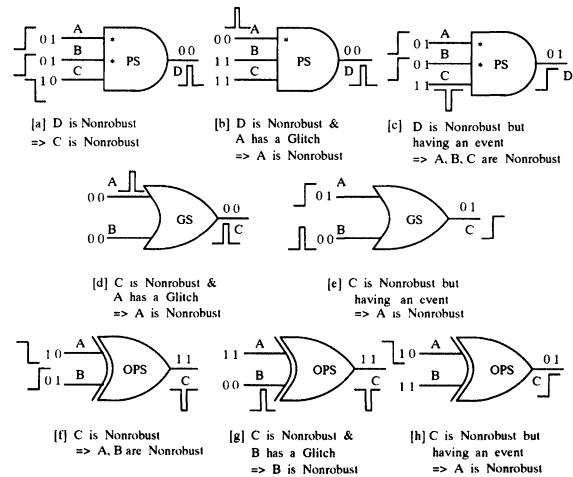 A
0 1 *
B
0 1 * PS
C
1 0
0 0
D
[a] D is Nonrobust
=> C is Nonrobust
A
0 0 *
B
1 1 PS
C
1 1
0 0
D
[b] D is Nonrobust &
A has a Glitch
=> A is Nonrobust
A
0 1 *
B
0 1 * PS
C
1 1
0 1
D
[c] D is Nonrobust but
having an event
=> A, B, C are Nonrobust
A
0 0
GS
B
0 0
0 0
C
[d] C is Nonrobust &
A has a Glitch
=> A is Nonrobust
A
0 1
GS
B
0 0
0 1
C
[e] C is Nonrobust but
having an event
=> A is Nonrobust
A
1 0
OPS
B
0 1
1 1
C
[f] C is Nonrobust
=> A, B are Nonrobust
A
1 1
OPS
B
0 0
1 1
C
[g] C is Nonrobust &
B has a Glitch
=> B is Nonrobust
A
1 0
OPS
B
1 1
0 1
C
[h] C is Nonrobust but
having an event
=> A is Nonrobust